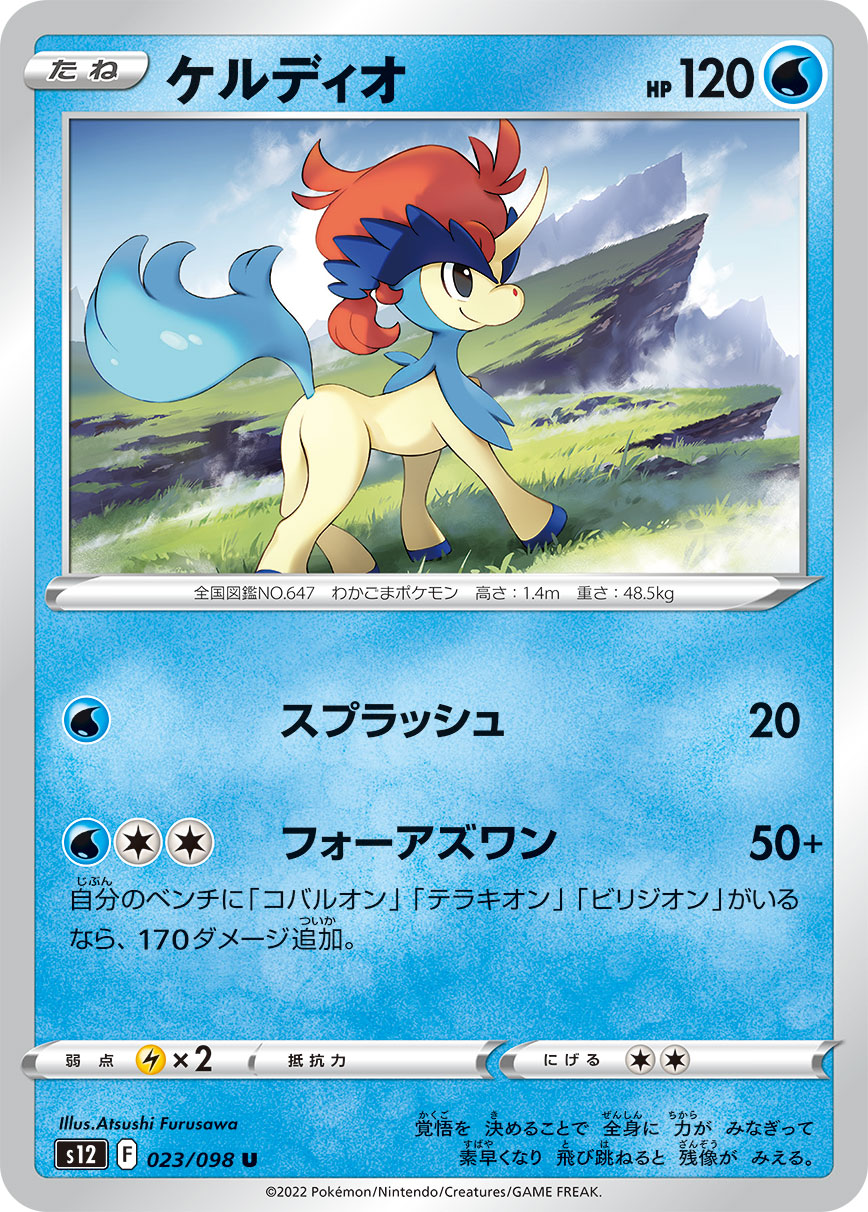 たね ケルディオ HP 120
全国図鑑NO.647 わかごまポケモン 高さ：1.4m 重さ：48.5kg
スプラッシュ 20
フォーアズワン 50+
自分のベンチに「コバルオン」「テラキオン」「ビリジオン」がいる
なら、170ダメージ追加。
弱点 ×2 抵抗力 にげる
Illus.Atsushi Furusawa
s12 F 023/098 U
覚悟を 決めることで 全身に 力が みなぎって
素早くなり 飛び跳ねると 残像が みえる。
©2022 Pokémon/Nintendo/Creatures/GAME FREAK.